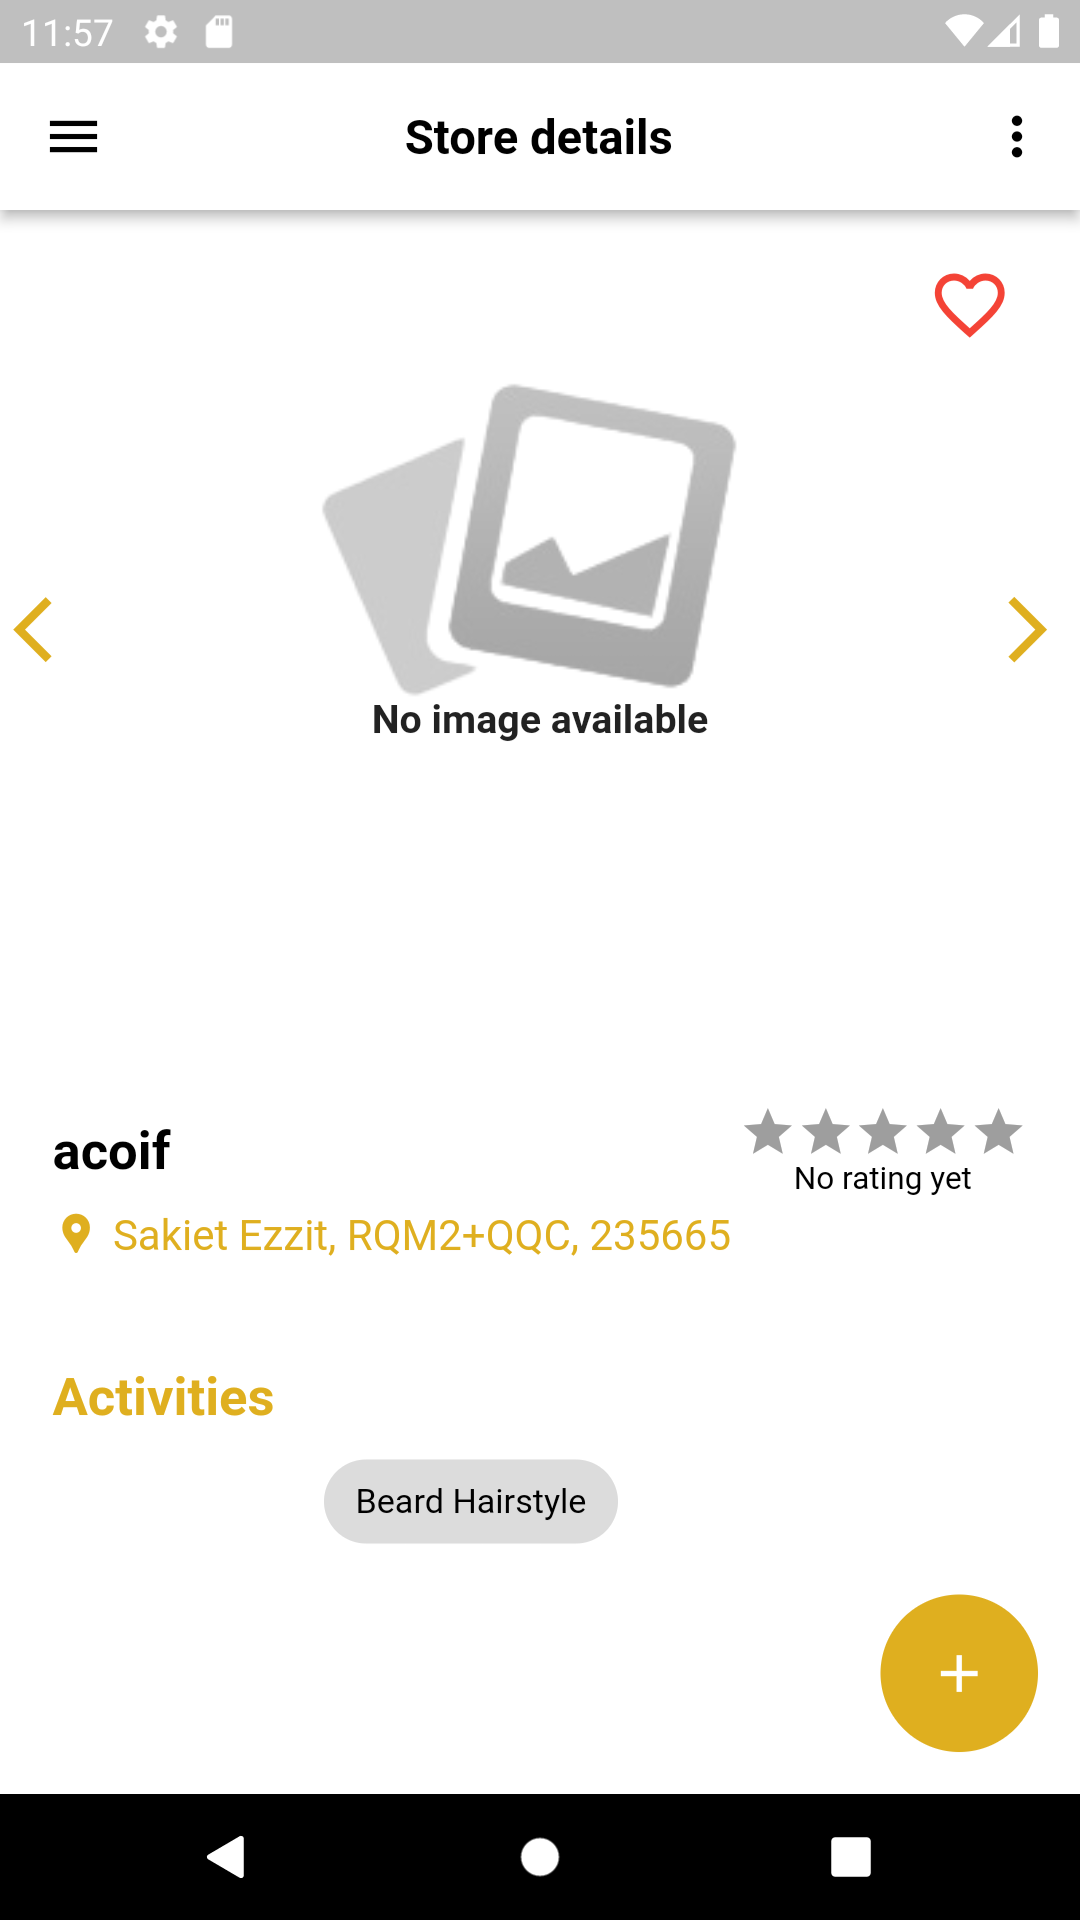 11:57
Store details
No image available
acoif
No rating yet
Sakiet Ezzit, RQM2+QQC, 235665
Activities
Beard Hairstyle